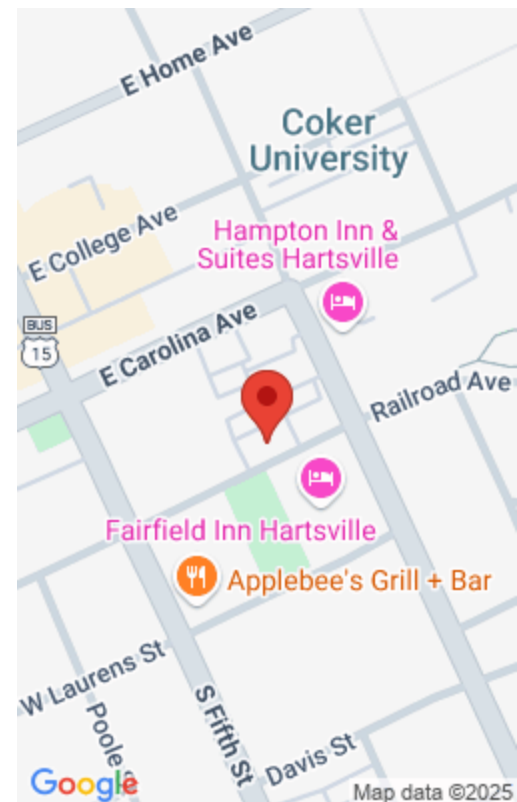 E Home Ave
Coker
University
E College Ave
Hampton Inn &
Suites Hartsville
BUS
15
E Carolina Ave
Railroad Ave
Fairfield Inn Hartsville
Applebee's Grill + Bar
W Laurens St
S Fifth St
Poole
Davis St
Google
Map data ©2025